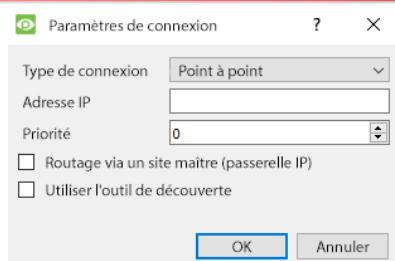 Paramètres de connexion ?
Type de connexion Point à point
Adresse IP
Priorité 0
Routage via un site maître (passerelle IP)
Utiliser l'outil de découverte
OK Annuler